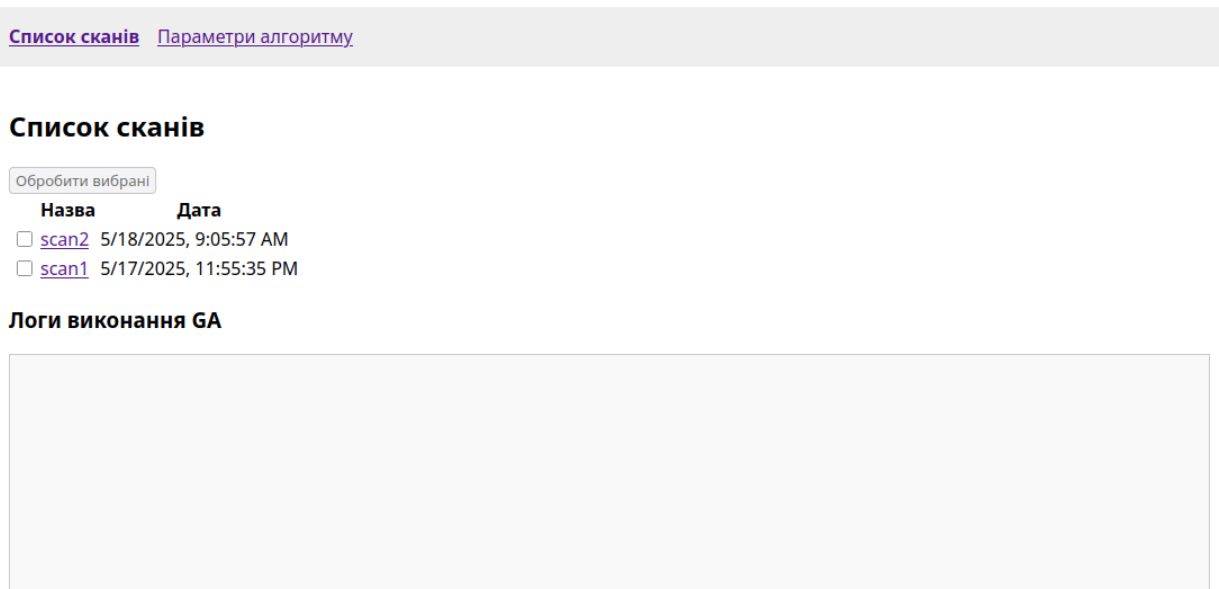 Список сканів Параметри алгоритму
Список сканів
Обробити вибрані
Назва Дата
scan2 5/18/2025, 9:05:57 AM
scan1 5/17/2025, 11:55:35 PM
Логи виконання GA